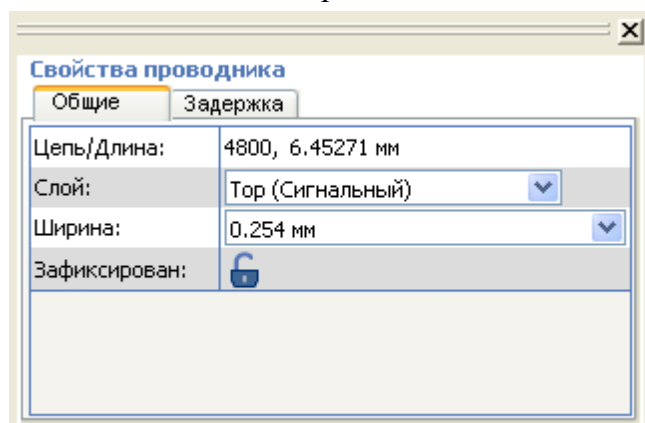 Свойства проводника
Общие Задержка
Цепь/Длина: 4800, 6.45271 мм
Слой: Top (Сигнальный)
Ширина: 0.254 мм
Зафиксирован: